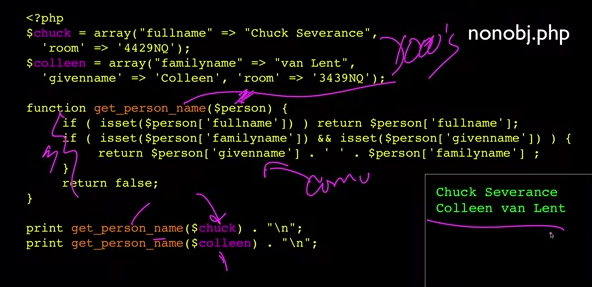 <?php
$chuck = array("fullname" => "Chuck Severance",
    'room' => '4429NQ');
$colleen = array("familyname" => "van Lent",
    'givenname' => 'Colleen', 'room' => '3439NQ');
nonobj.php
function get_person_name($person) {
    if ( isset($person['fullname']) ) return $person['fullname'];
    if ( isset($person['familyname']) && isset($person['givenname']) ) {
        return $person['givenname'] . ' ' . $person['familyname'] ;
    }
    return false;
}
print get_person_name($chuck) . "\n";
print get_person_name($colleen) . "\n";
Chuck Severance
Colleen van Lent